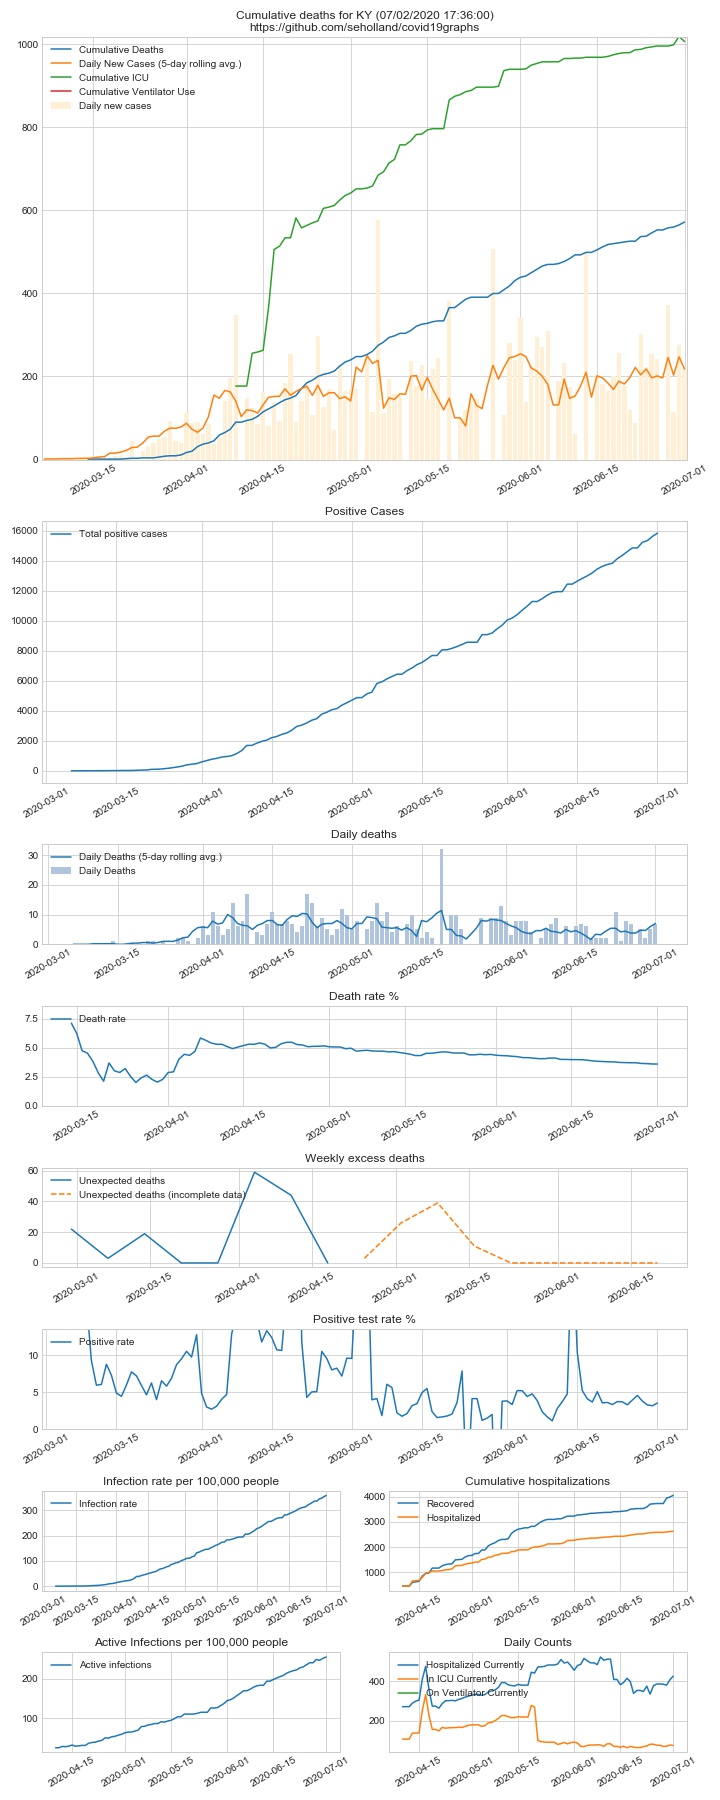 Cumulative deaths for KY (07/02/2020 17:36:00)
https://github.com/seholland/covid19graphs
Cumulative Deaths
Daily New Cases (5-day rolling avg.)
Cumulative ICU
Cumulative Ventilator Use
Daily new cases
1000
800
600
400
200
0
2020-03-15 2020-04-01 2020-04-15 2020-05-01 2020-05-15 2020-06-01 2020-06-15 2020-07-01
Positive Cases
Total positive cases
16000
14000
12000
10000
8000
6000
4000
2000
0
2020-03-01 2020-03-15 2020-04-01 2020-04-15 2020-05-01 2020-05-15 2020-06-01 2020-06-15 2020-07-01
Daily deaths
Daily Deaths (5-day rolling avg.)
Daily Deaths
30
20
10
0
2020-03-01 2020-03-15 2020-04-01 2020-04-15 2020-05-01 2020-05-15 2020-06-01 2020-06-15 2020-07-01
Death rate %
Death rate
7.5
5.0
2.5
0.0
2020-03-15 2020-04-01 2020-04-15 2020-05-01 2020-05-15 2020-06-01 2020-06-15 2020-07-01
Weekly excess deaths
Unexpected deaths
Unexpected deaths (incomplete data)
60
40
20
0
2020-03-01 2020-03-15 2020-04-01 2020-04-15 2020-05-01 2020-05-15 2020-06-01 2020-06-15
Positive test rate %
Positive rate
10
5
0
2020-03-01 2020-03-15 2020-04-01 2020-04-15 2020-05-01 2020-05-15 2020-06-01 2020-06-15 2020-07-01
Infection rate per 100,000 people
Infection rate
300
200
100
0
2020-03-01 2020-03-15 2020-04-01 2020-04-15 2020-05-01 2020-05-15 2020-06-01 2020-06-15 2020-07-01
Cumulative hospitalizations
Recovered
Hospitalized
4000
3000
2000
1000
2020-04-15 2020-05-01 2020-05-15 2020-06-01 2020-06-15 2020-07-01
Active Infections per 100,000 people
Active infections
200
100
2020-04-15 2020-05-01 2020-05-15 2020-06-01 2020-06-15 2020-07-01
Daily Counts
Hospitalized Currently
In ICU Currently
On Ventilator Currently
400
200
2020-04-15 2020-05-01 2020-05-15 2020-06-01 2020-06-15 2020-07-01